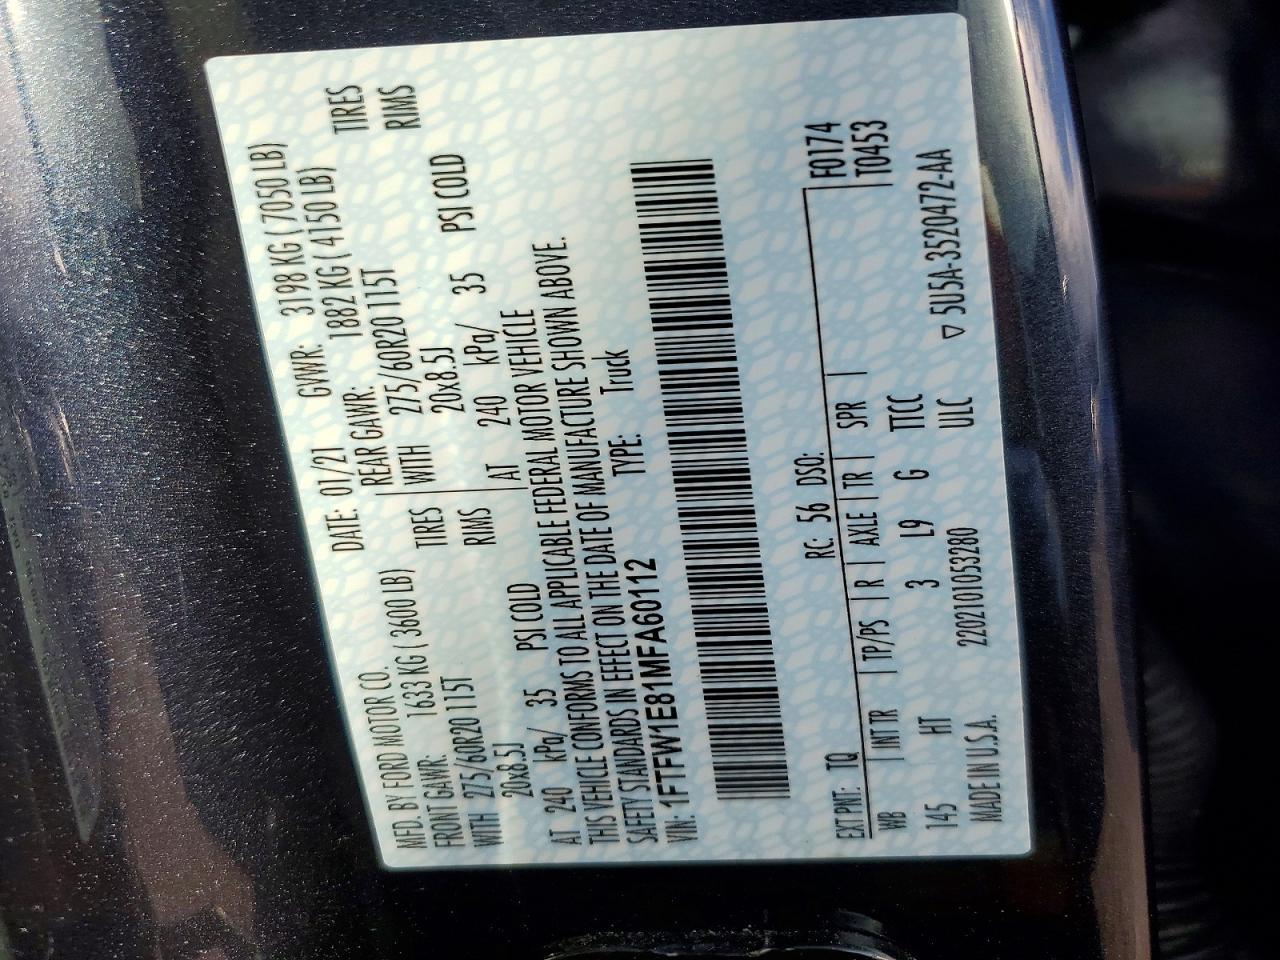 MFD. BY FORD MOTOR CO. DATE: 01/21 GVWR: 3198 KG ( 7050 LB)
FRONT GAWR: 1633 KG ( 3600 LB) REAR GAWR: 1882 KG ( 4150 LB)
WITH 275/60R20 115T TIRES WITH 275/60R20 115T TIRES
20x8.5J RIMS 20x8.5J RIMS
AT 240 kPa/ 35 PSI COLD AT 240 kPa/ 35 PSI COLD
THIS VEHICLE CONFORMS TO ALL APPLICABLE FEDERAL MOTOR VEHICLE
SAFETY STANDARDS IN EFFECT ON THE DATE OF MANUFACTURE SHOWN ABOVE.
VIN: 1FTFW1E81MFA60112 TYPE: Truck
EXT PNT: TQ RC: 56 DSO: F0174
WB INT TR TP/PS R AXLE TR SPR T0453
145 HT 3 L9 G TTCC
MADE IN U.S.A. 2202101053280 ULC ▽ 5U5A-3520472-AA